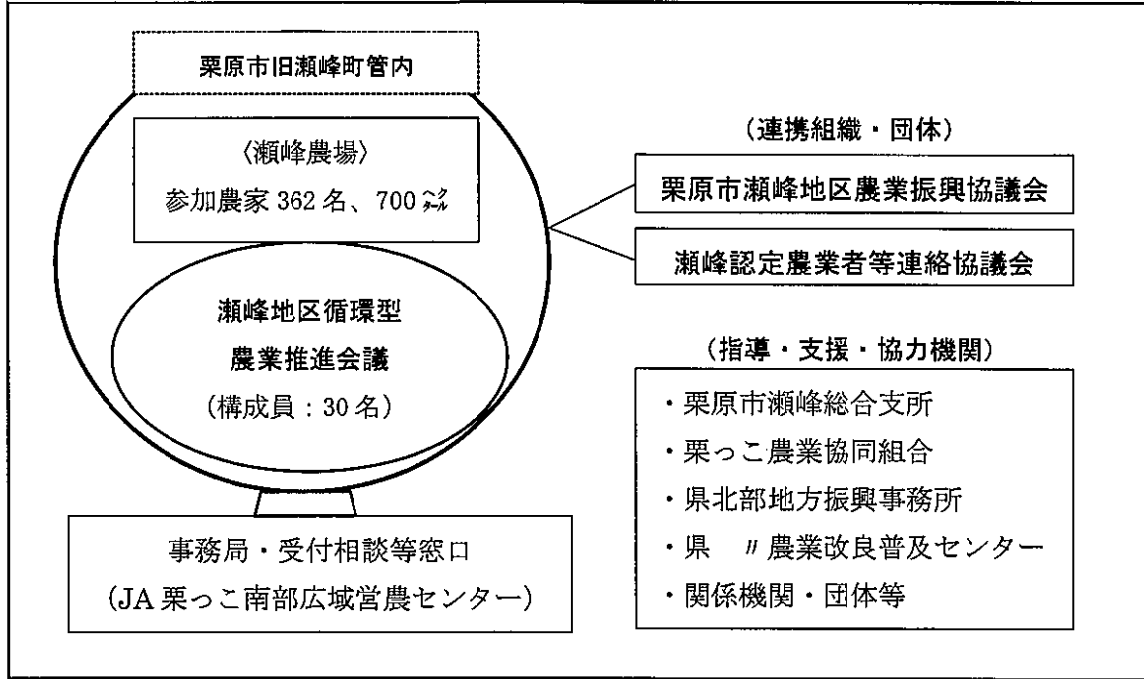 栗原市旧瀬峰町管内
〈瀬峰農場〉
参加農家 362 名、700 ㌶
瀬峰地区循環型
農業推進会議
(構成員:30 名)
事務局・受付相談等窓口
(JA 栗っこ南部広域営農センター)
(連携組織・団体)
栗原市瀬峰地区農業振興協議会
瀬峰認定農業者等連絡協議会
(指導・支援・協力機関)
・栗原市瀬峰総合支所
・栗っこ農業協同組合
・県北部地方振興事務所
・県 〃農業改良普及センター
・関係機関・団体等